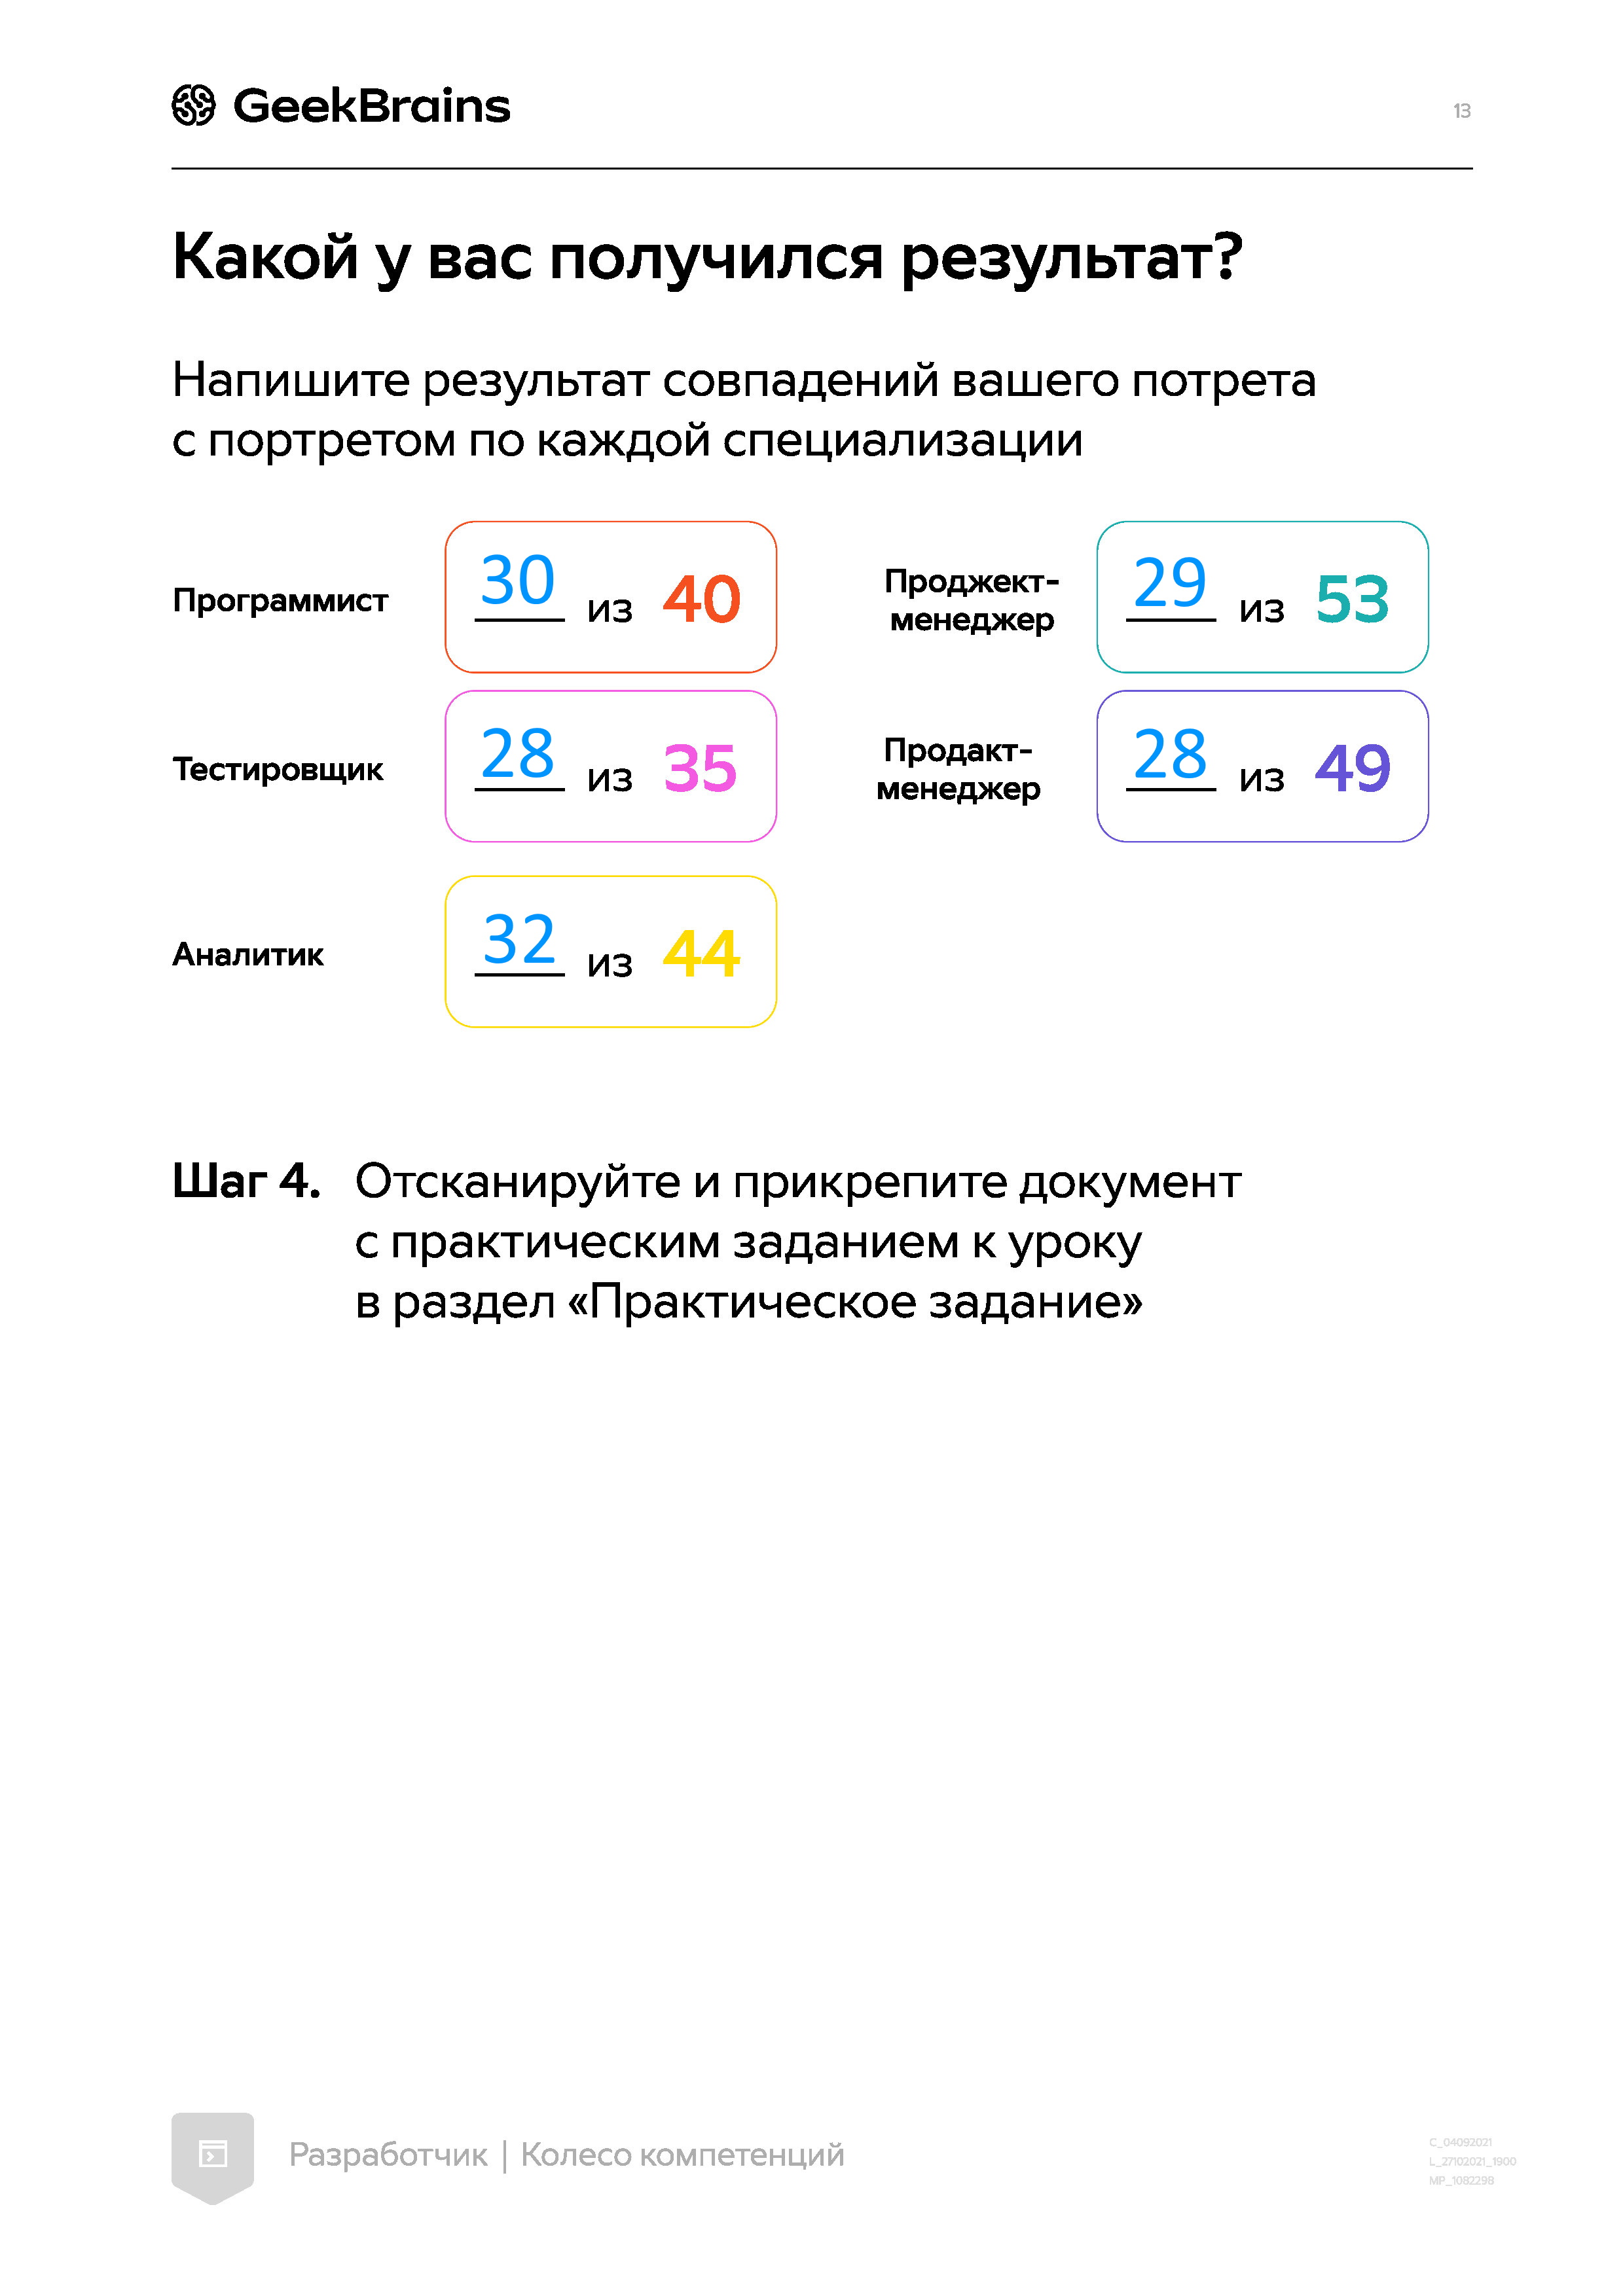 GeekBrains
13
Какой у вас получился результат?
Напишите результат совпадений вашего потрета
с портретом по каждой специализации
Программист
30 из 40
Проджект-
менеджер
29 из 53
Тестировщик
28 из 35
Продакт-
менеджер
28 из 49
Аналитик
32 из 44
Шаг 4. Отсканируйте и прикрепите документ
с практическим заданием к уроку
в раздел «Практическое задание»
Разработчик | Колесо компетенций
C_04092021
L_27102021_1900
MP_1082298